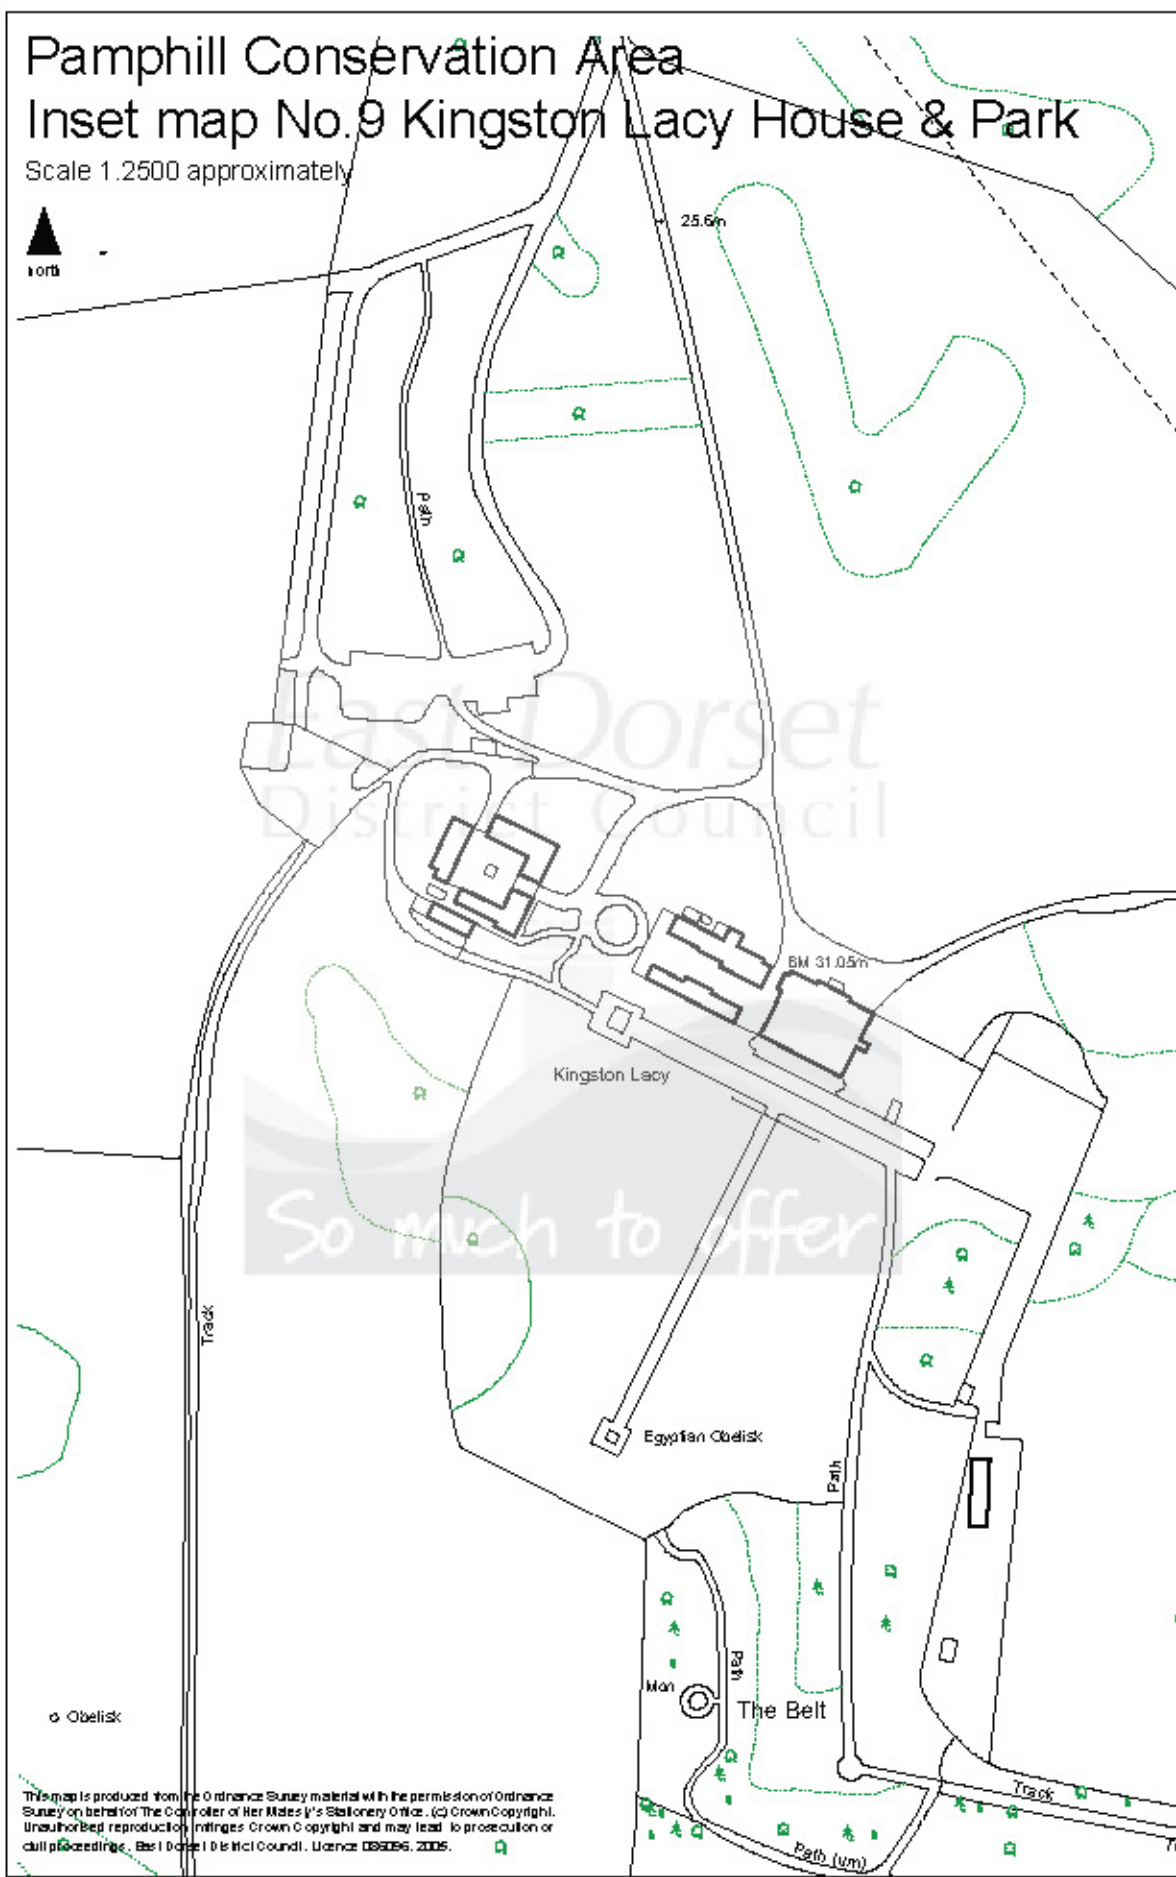 Pamphill Conservation Area
Inset map No.9 Kingston Lacy House & Park
Scale 1.2500 approximately
north
25.6m
Path
East Dorset
District Council
BM 31.05m
Kingston Lacy
So much to offer
Track
Egyptian Obelisk
Path
Path
Mon
The Belt
Obelisk
Track
Path (um)
This map is produced from the Ordnance Survey material with the permission of Ordnance
Survey on behalf of The Controller of Her Majesty's Stationery Office. (c) Crown Copyright.
Unauthorised reproduction infringes Crown Copyright and may lead to prosecution or
civil proceedings. East Dorset District Council. Licence 086096. 2005.